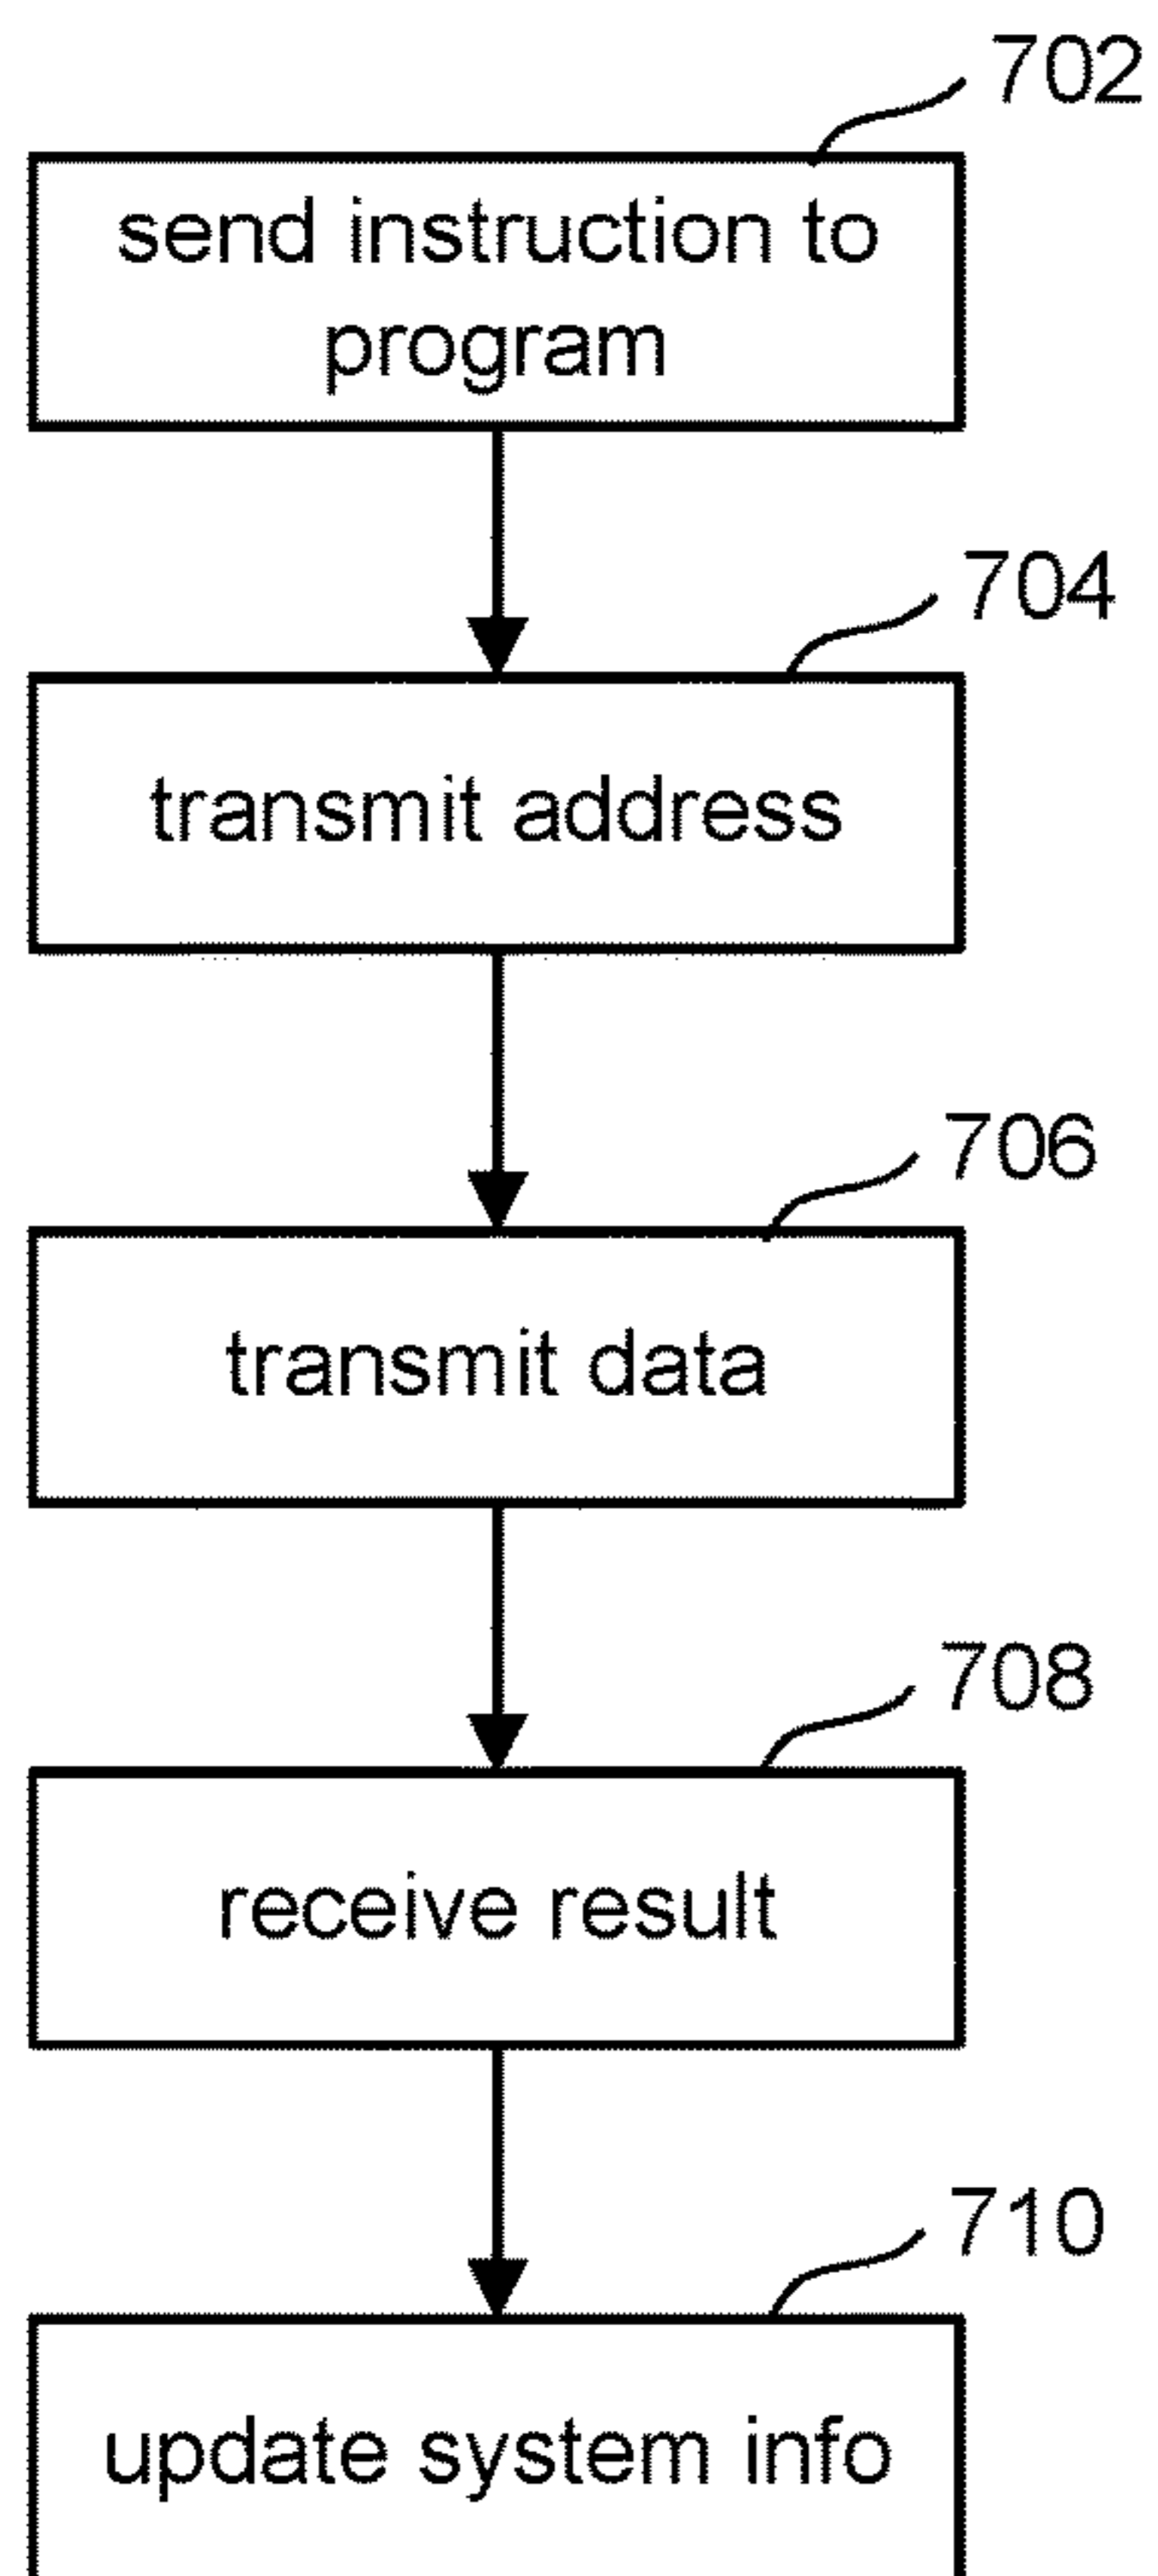 702
send instruction to
program
704
transmit address
706
transmit data
708
receive result
710
update system info